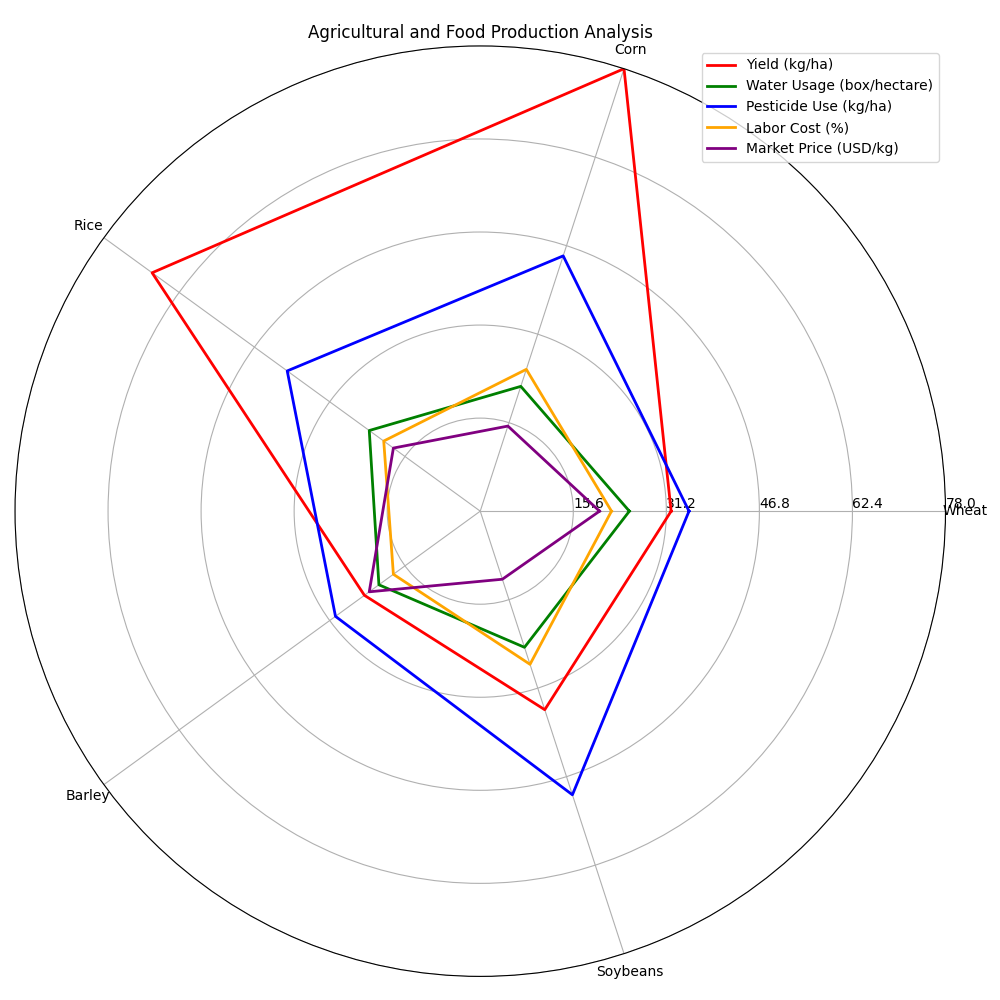 Agricultural and Food Production Analysis
Corn
Yield (kg/ha)
Water Usage (box/hectare)
Pesticide Use (kg/ha)
Labor Cost (%)
Market Price (USD/kg)
Rice
15.6
31.2
46.8
62.4
78.0
Wheat
Barley
Soybeans